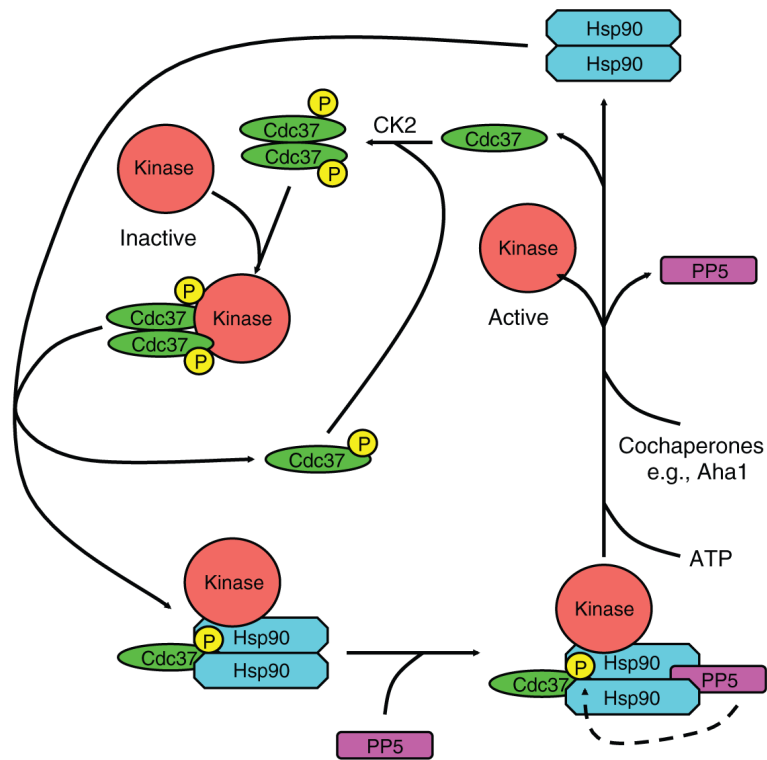 Hsp90
Hsp90
P
Cdc37
Cdc37
P
CK2
Cdc37
Kinase
Inactive
Kinase
Active
PP5
P
Cdc37
Cdc37
P
Kinase
Cochaperones
e.g., Aha1
P
Cdc37
ATP
Kinase
P
Hsp90
Cdc37
Hsp90
Kinase
P
Hsp90
Cdc37
PP5
Hsp90
PP5